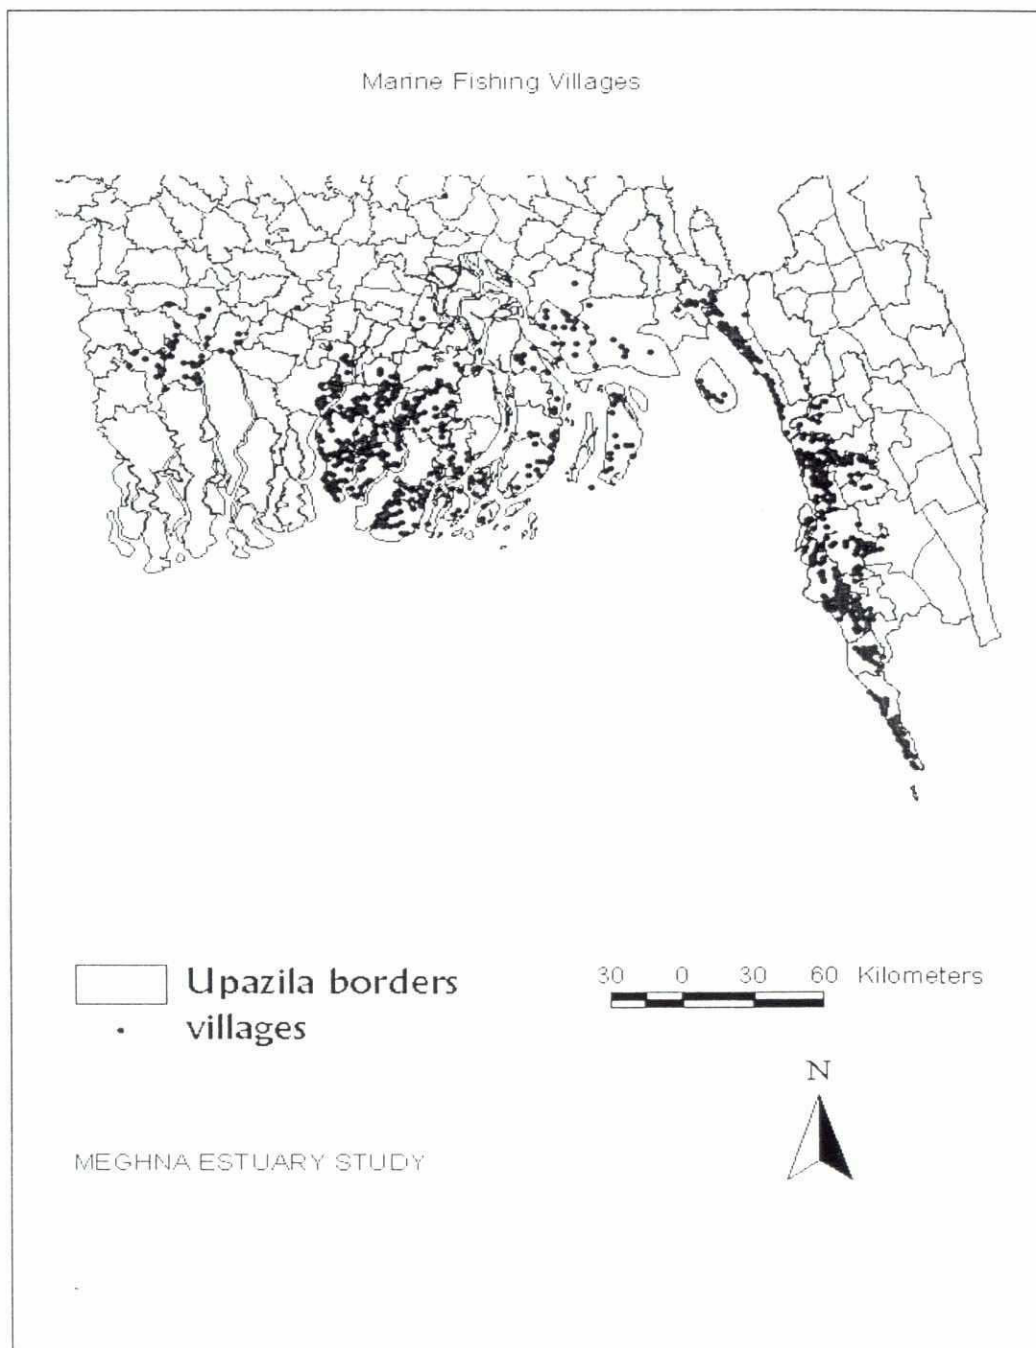 Marine Fishing Villages
Upazila borders
villages
30 0 30 60 Kilometers
N
MEGHNA ESTUARY STUDY